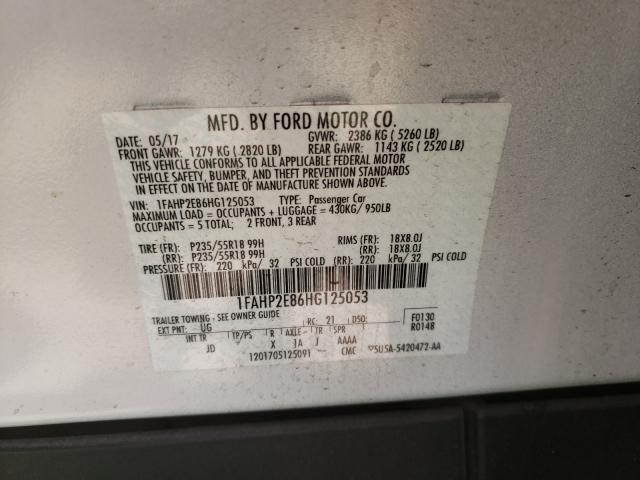 MFD. BY FORD MOTOR CO.
DATE: 05/17 GVWR: 2386 KG ( 5260 LB)
FRONT GAWR: 1279 KG ( 2820 LB) REAR GAWR: 1143 KG ( 2520 LB)
THIS VEHICLE CONFORMS TO ALL APPLICABLE FEDERAL MOTOR
VEHICLE SAFETY, BUMPER, AND THEFT PREVENTION STANDARDS
IN EFFECT ON THE DATE OF MANUFACTURE SHOWN ABOVE.
VIN: 1FAHP2E86HG125053 TYPE: Passenger Car
MAXIMUM LOAD = OCCUPANTS + LUGGAGE = 430KG/ 950LB
OCCUPANTS = 5 TOTAL; 2 FRONT, 3 REAR
TIRE (FR): P235/55R18 99H RIMS (FR): 18X8.0J
(RR): P235/55R18 99H (RR): 18X8.0J
PRESSURE (FR): 220 kPa/ 32 PSI COLD (RR): 220 kPa/ 32 PSI COLD
1FAHP2E86HG125053
TRAILER TOWING - SEE OWNER GUIDE RC: 21 DSO: F0130
EXT PNT: UG R0148
INT TR TP/PS R AXLE TR SPR
JD X JA J AAAA
1201705125091 CMC ▽SU5A-5420472-AA